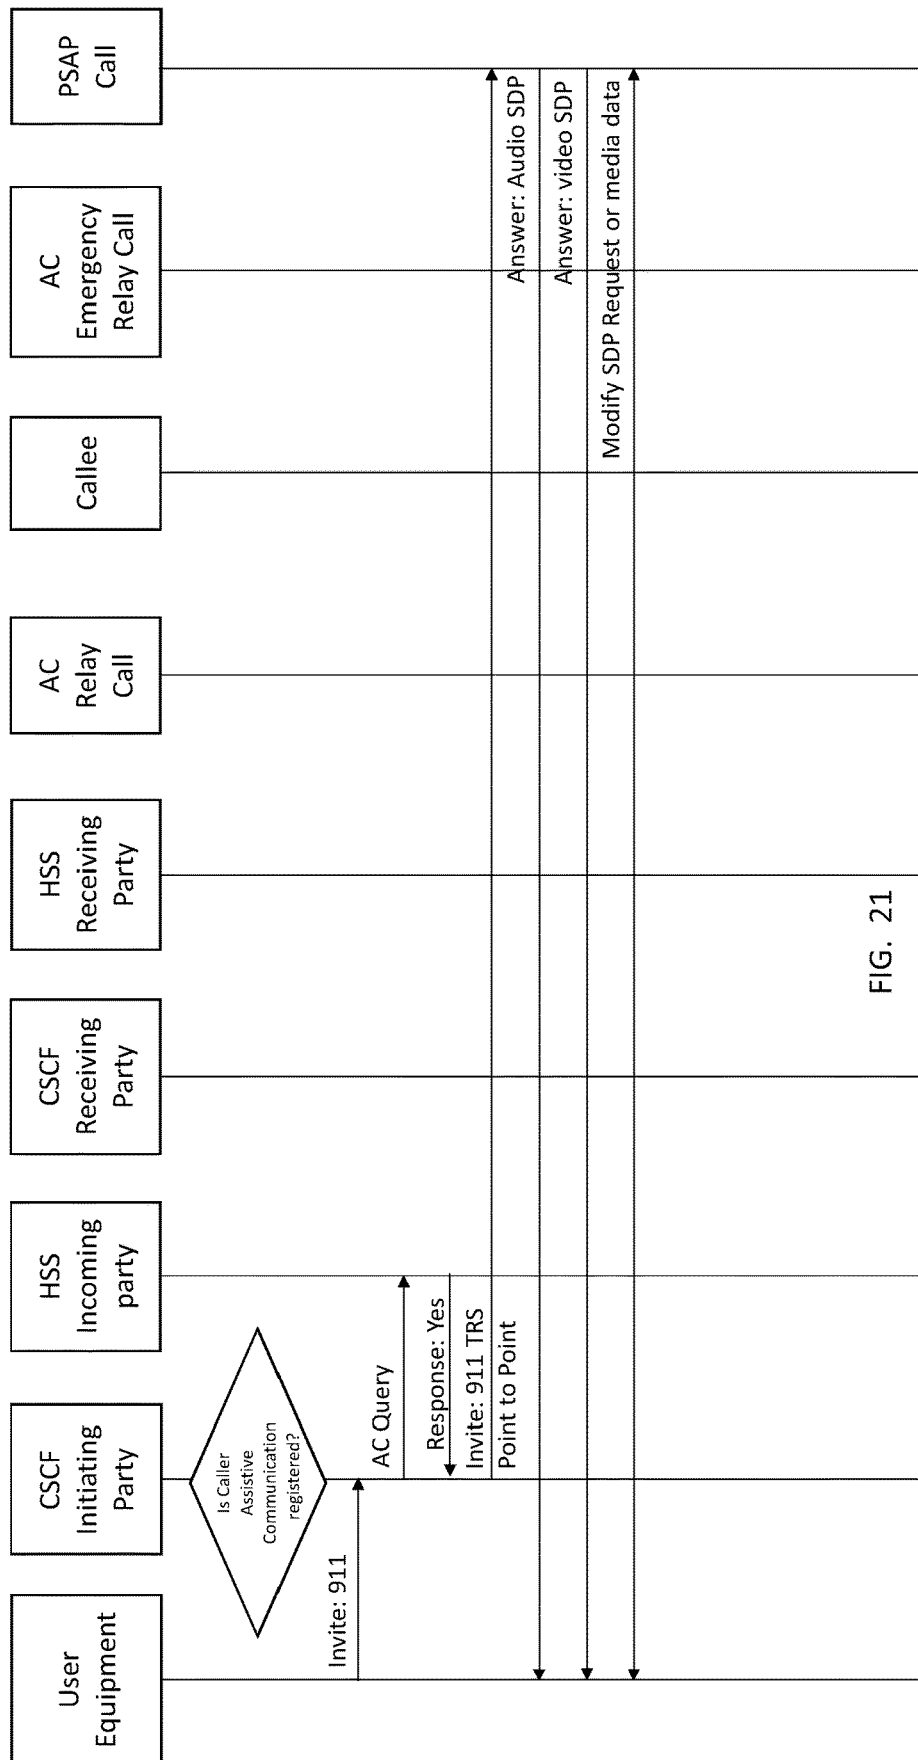 User
Equipment
CSCF
Initiating
Party
HSS
Incoming
party
CSCF
Receiving
Party
HSS
Receiving
Party
AC
Relay
Call
Callee
AC
Emergency
Relay Call
PSAP
Call
Is Caller
Assistive
Communication
registered?
Invite: 911
AC Query
Response: Yes
Invite: 911 TRS
Point to Point
Answer: Audio SDP
Answer: video SDP
Modify SDP Request or media data
FIG. 21